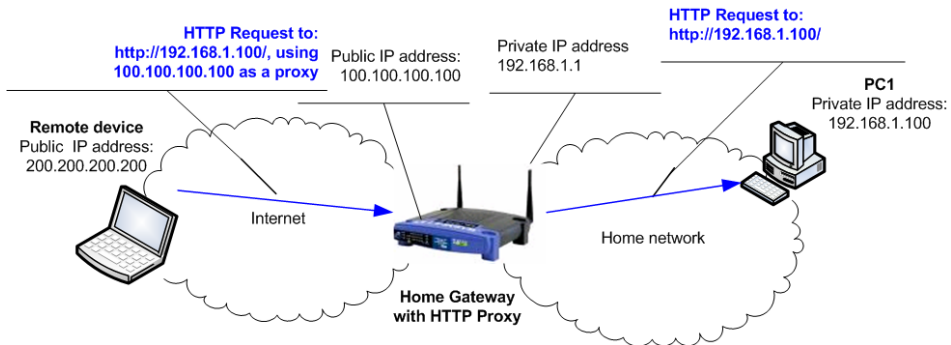 HTTP Request to:
http://192.168.1.100/, using
100.100.100.100 as a proxy
Public IP address:
100.100.100.100
Private IP address
192.168.1.1
HTTP Request to:
http://192.168.1.100/
PC1
Private IP address:
192.168.1.100
Remote device
Public IP address:
200.200.200.200
Internet
Home network
Home Gateway
with HTTP Proxy